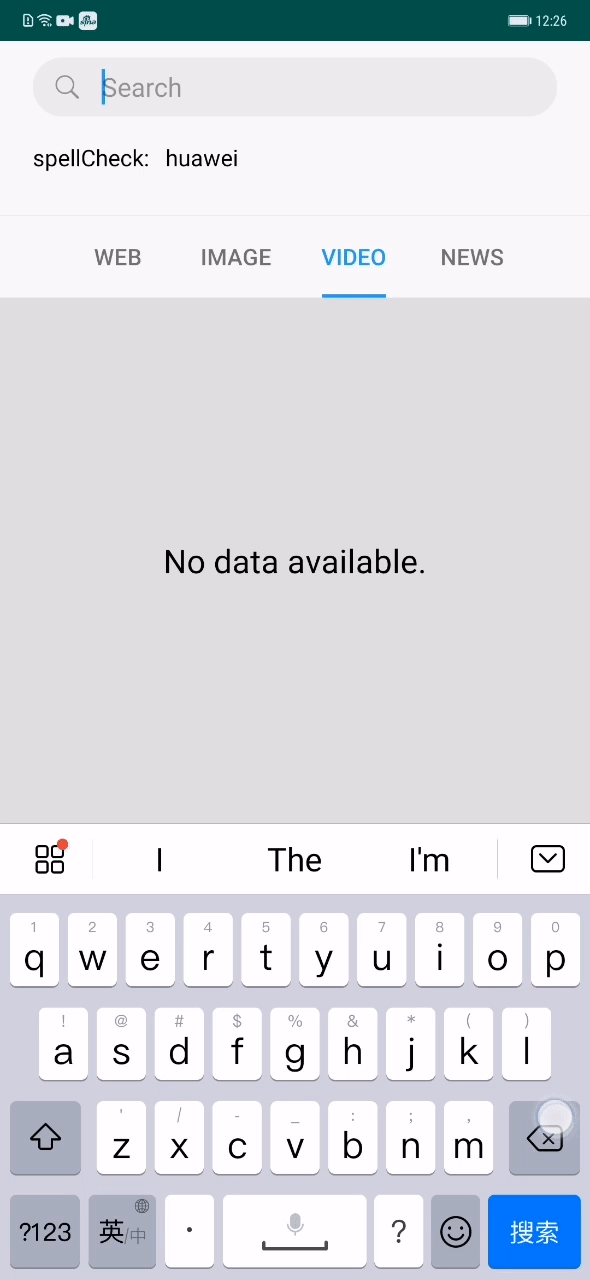 12:26
Search
spellCheck: huawei
WEB IMAGE VIDEO NEWS
No data available.
I The I'm
1 2 3 4 5 6 7 8 9 0
q w e r t y u i o p
! @ # $ % & * ( )
a s d f g h j k l
' / - _ : ; ,
z x c v b n m
?123 英/中 · ? 搜索